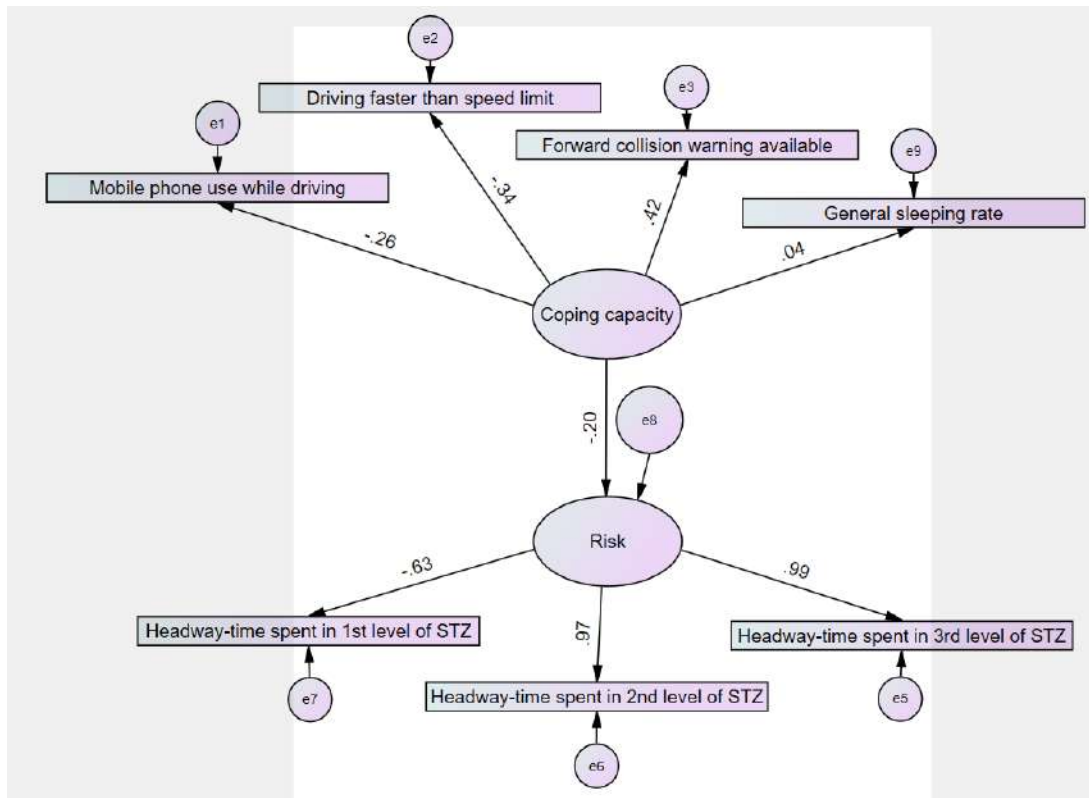 e2
Driving faster than speed limit
e3
e1
Forward collision warning available
e9
Mobile phone use while driving
General sleeping rate
-.34
.42
-.26
.04
Coping capacity
-.20
e8
Risk
-.63
.99
.97
Headway-time spent in 1st level of STZ
Headway-time spent in 3rd level of STZ
Headway-time spent in 2nd level of STZ
e7
e5
e6